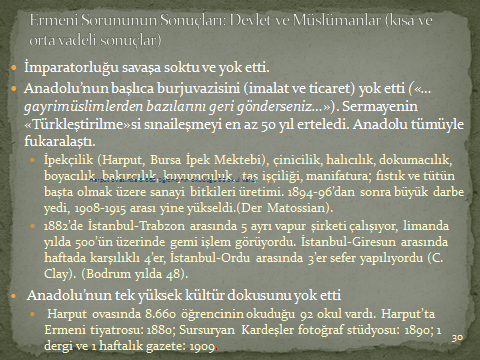 Ermeni Sorununun Sonuçları: Devlet ve Müslümanlar (kısa ve
orta vadeli sonuçlar)
İmparatorluğu savaşa soktu ve yok etti.
Anadolu'nun başlıca burjuvazisini (imalat ve ticaret) yok etti («...
gayrimüslimlerden bazılarını geri gönderseniz...»). Sermayenin
«Türkleştirilme»si sınaileşmeyi en az 50 yıl erteledi. Anadolu tümüyle
fukaralaştı.
İpekçilik (Harput, Bursa İpek Mektebi), çinicilik, halıcılık, dokumacılık,
boyacılık, bakırcılık, kuyumculuk, taş işçiliği, manifatura; fıstık ve tütün
başta olmak üzere sanayi bitkileri üretimi. 1894-96'dan sonra büyük darbe
yedi, 1908-1915 arası yine yükseldi.(Der Matossian).
1882'de İstanbul-Trabzon arasında 5 ayrı vapur şirketi çalışıyor, limanda
yılda 500'ün üzerinde gemi işlem görüyordu. İstanbul-Giresun arasında
haftada karşılıklı 4'er, İstanbul-Ordu arasında 3'er sefer yapılıyordu (C.
Clay). (Bodrum yılda 48).
Anadolu'nun tek yüksek kültür dokusunu yok etti
Harput ovasında 8.660 öğrencinin okuduğu 92 okul vardı. Harput'ta
Ermeni tiyatrosu: 1880; Sursuryan Kardeşler fotoğraf stüdyosu: 1890; 1
dergi ve 1 haftalık gazete: 1909.
30